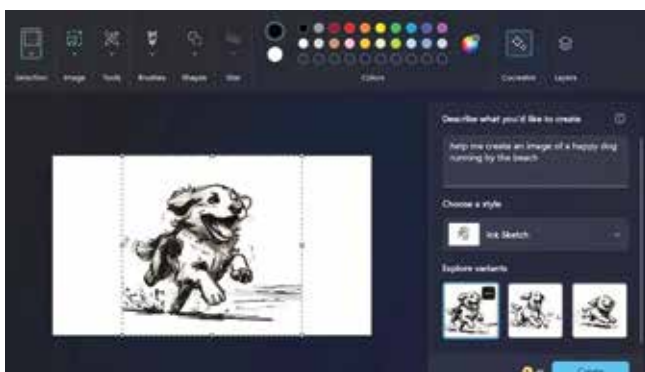 Selection Image Tools Brushes Shapes Size Colors Cocreator Layers
Describe what you'd like to create
help me create an image of a happy dog
running by the beach
Choose a style
Ink Sketch
Explore variants
Create